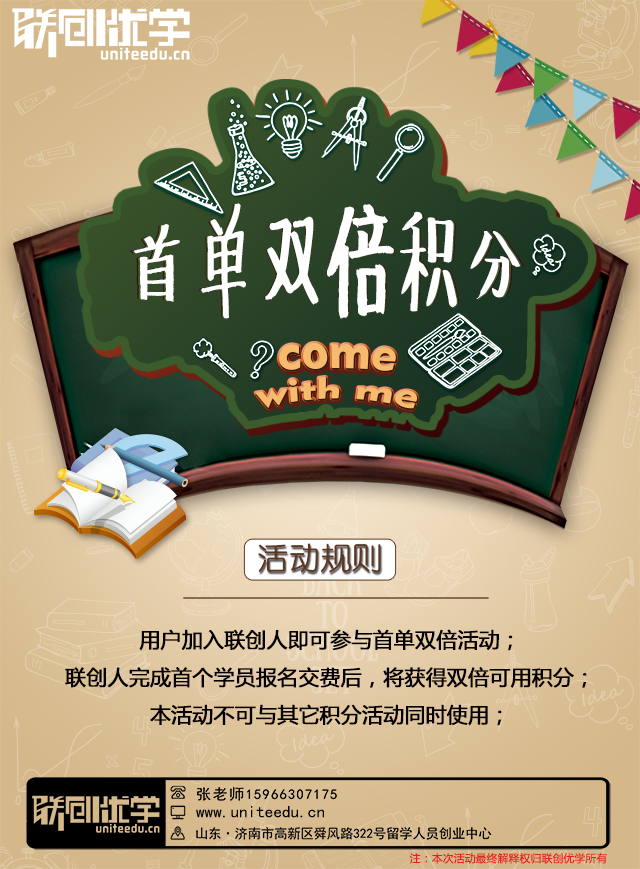 联创优学
uniteedu.cn
首单双倍积分
idea
come
with me
活动规则
BACK
TO
SCHOOL
用户加入联创人即可参与首单双倍活动；
联创人完成首个学员报名交费后，将获得双倍可用积分；
本活动不可与其它积分活动同时使用；
Idea
Idea
联创优学
uniteedu.cn
张老师15966307175
www.uniteedu.cn
山东·济南市高新区舜风路322号留学人员创业中心
注：本次活动最终解释权归联创优学所有